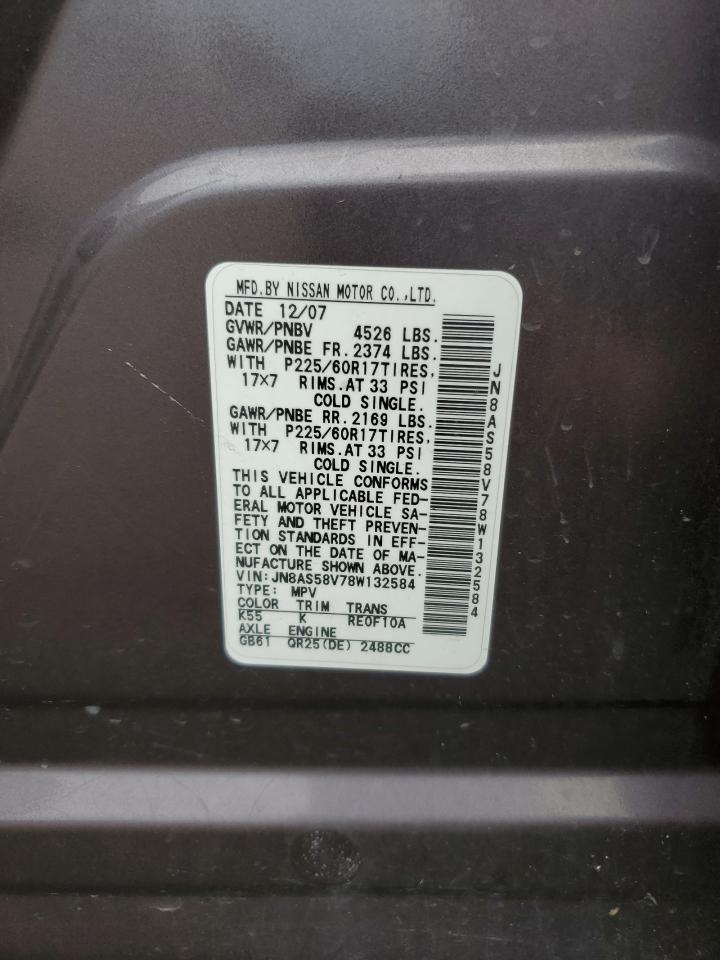 MFD.BY NISSAN MOTOR CO.,LTD.
DATE 12/07
GVWR/PNBV 4526 LBS.
GAWR/PNBE FR. 2374 LBS.
WITH P225/60R17TIRES,
17×7 RIMS.AT 33 PSI
COLD SINGLE.
GAWR/PNBE RR. 2169 LBS.
WITH P225/60R17TIRES,
17×7 RIMS.AT 33 PSI
COLD SINGLE.
THIS VEHICLE CONFORMS
TO ALL APPLICABLE FED-
ERAL MOTOR VEHICLE SA-
FETY AND THEFT PREVEN-
TION STANDARDS IN EFF-
ECT ON THE DATE OF MA-
NUFACTURE SHOWN ABOVE.
VIN:JN8AS58V78W132584
TYPE: MPV
COLOR TRIM TRANS
K55 K RE0F10A
AXLE ENGINE
GB61 QR25(DE) 2488CC
JN8AS58V78W132584